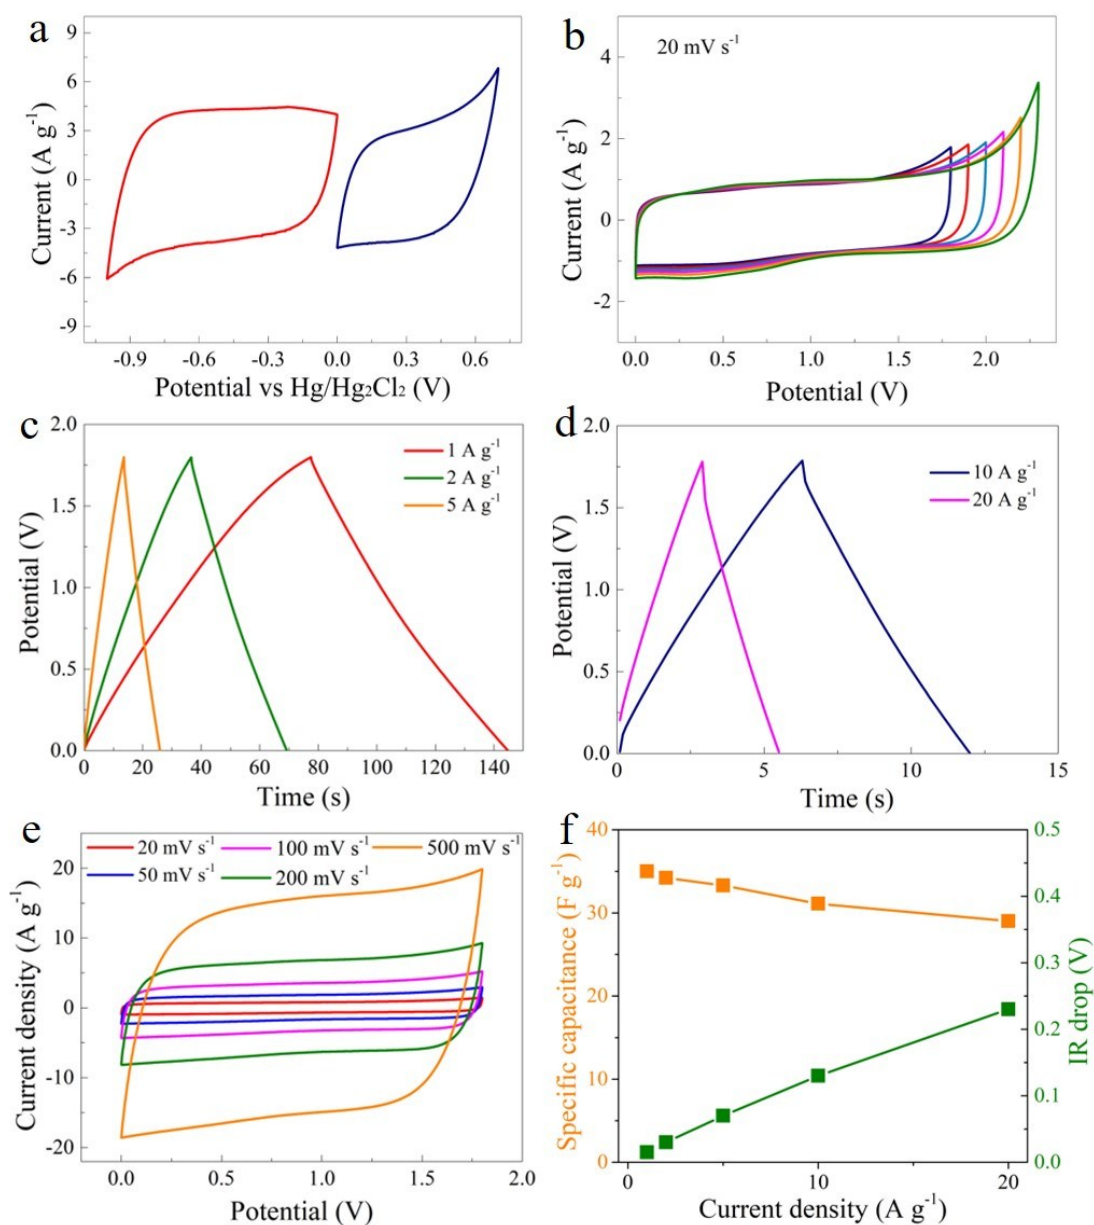 a
9
6
3
0
-3
-6
-9
Current (A g⁻¹)
-0.9 -0.6 -0.3 0.0 0.3 0.6
Potential vs Hg/Hg₂Cl₂ (V)
b
20 mV s⁻¹
4
2
0
-2
Current (A g⁻¹)
0.0 0.5 1.0 1.5 2.0
Potential (V)
c
2.0
1.5
1.0
0.5
0.0
Potential (V)
1 A g⁻¹
2 A g⁻¹
5 A g⁻¹
0 20 40 60 80 100 120 140
Time (s)
d
2.0
1.5
1.0
0.5
0.0
Potential (V)
10 A g⁻¹
20 A g⁻¹
0 5 10 15
Time (s)
e
20 mV s⁻¹ 100 mV s⁻¹ 500 mV s⁻¹
50 mV s⁻¹ 200 mV s⁻¹
20
10
0
-10
-20
Current density (A g⁻¹)
0.0 0.5 1.0 1.5 2.0
Potential (V)
f
40
30
20
10
0
Specific capacitance (F g⁻¹)
0.5
0.4
0.3
0.2
0.1
0.0
IR drop (V)
0 5 10 15 20
Current density (A g⁻¹)